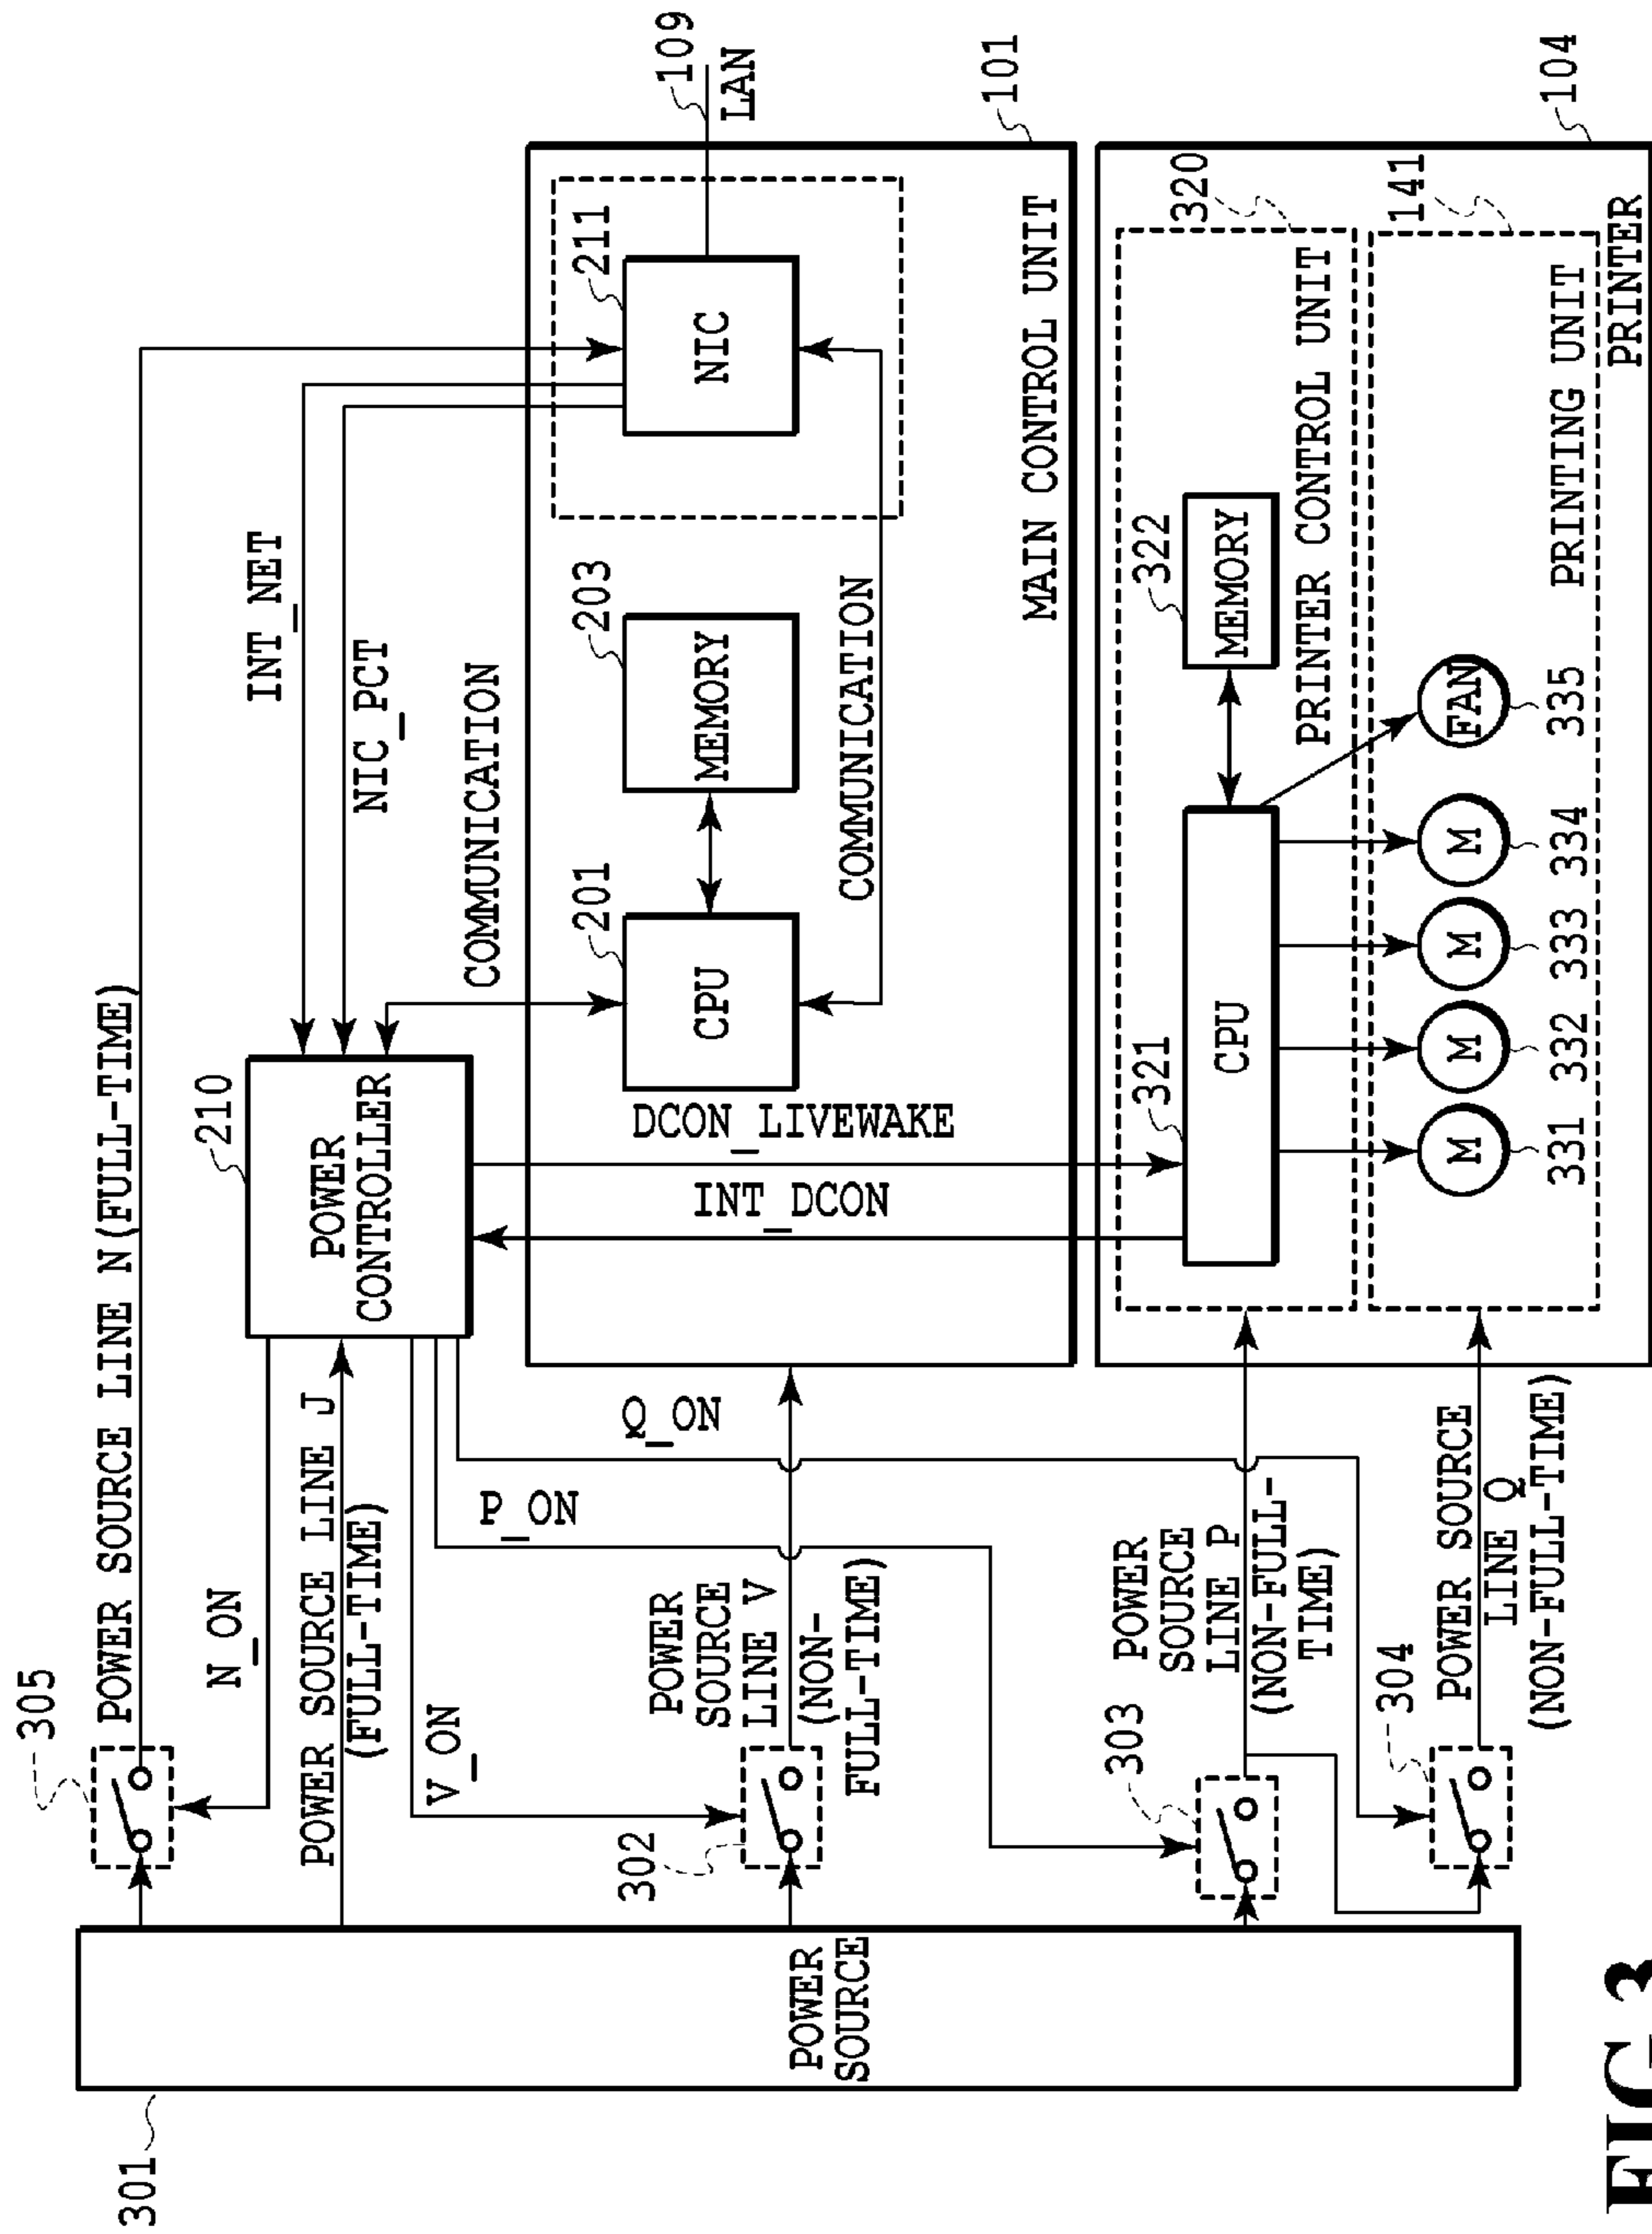 305
POWER SOURCE LINE N(FULL-TIME)
N_ON
210
POWER
CONTROLLER
INT_NET
NIC_PCT
COMMUNICATION
109
LAN
POWER SOURCE LINE J
(FULL-TIME)
V_ON
Q_ON
P_ON
301
POWER
SOURCE
302
POWER
SOURCE
LINE V
(NON-
FULL-TIME)
201
CPU
203
MEMORY
211
NIC
COMMUNICATION
DCON_LIVEWAKE
INT_DCON
MAIN CONTROL UNIT
101
303
POWER
SOURCE
LINE P
(NON-FULL-
TIME)
321
CPU
322
MEMORY
320
PRINTER CONTROL UNIT
304
POWER SOURCE
LINE Q
(NON-FULL-TIME)
M
M
M
M
FAN
331
332
333
334
335
141
PRINTING UNIT
PRINTER
104
FIG.3